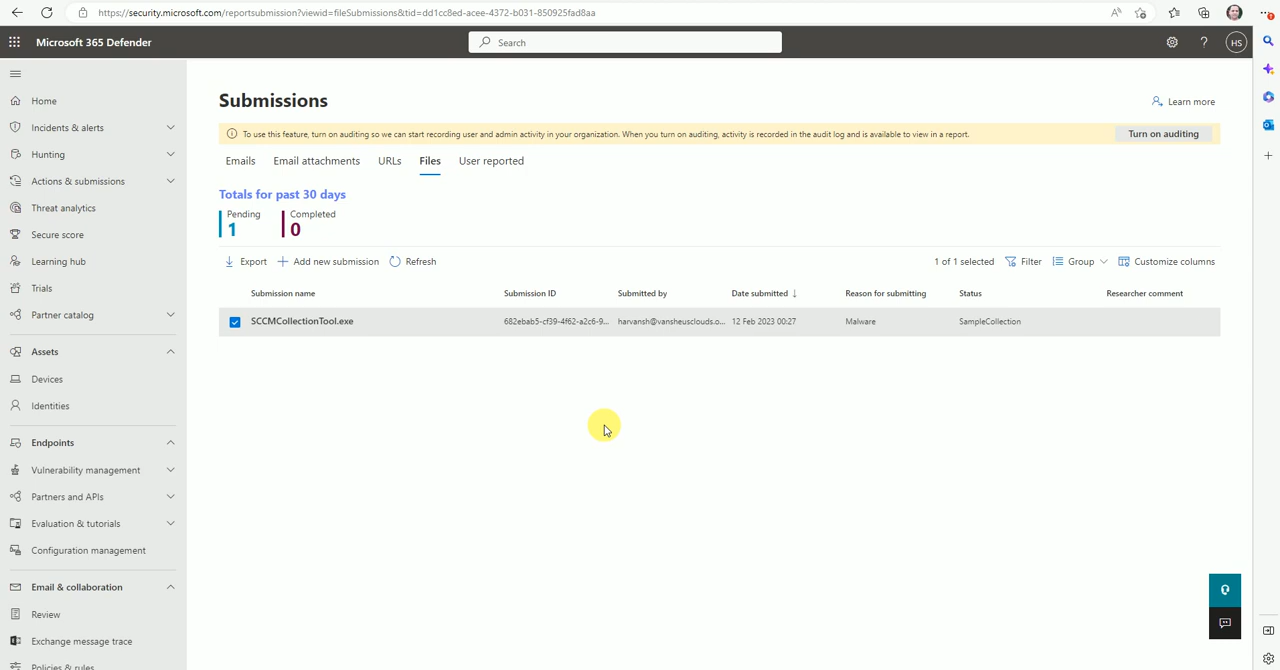 https://security.microsoft.com/reportsubmission?viewid=fileSubmissions&tid=dd1cc8ed-acee-4372-b031-850925fad8aa
Microsoft 365 Defender
Search
HS
Home
Incidents & alerts
Hunting
Actions & submissions
Threat analytics
Secure score
Learning hub
Trials
Partner catalog
Assets
Devices
Identities
Endpoints
Vulnerability management
Partners and APIs
Evaluation & tutorials
Configuration management
Email & collaboration
Review
Exchange message trace
Policies & rules
Submissions
Learn more
To use this feature, turn on auditing so we can start recording user and admin activity in your organization. When you turn on auditing, activity is recorded in the audit log and is available to view in a report.
Turn on auditing
Emails Email attachments URLs Files User reported
Totals for past 30 days
Pending Completed
1 0
Export Add new submission Refresh 1 of 1 selected Filter Group Customize columns
Submission name Submission ID Submitted by Date submitted ↓ Reason for submitting Status Researcher comment
SCCMCollectionTool.exe 682ebab5-cf39-4f62-a2c6-9... harvansh@vansheusclouds.o... 12 Feb 2023 00:27 Malware SampleCollection